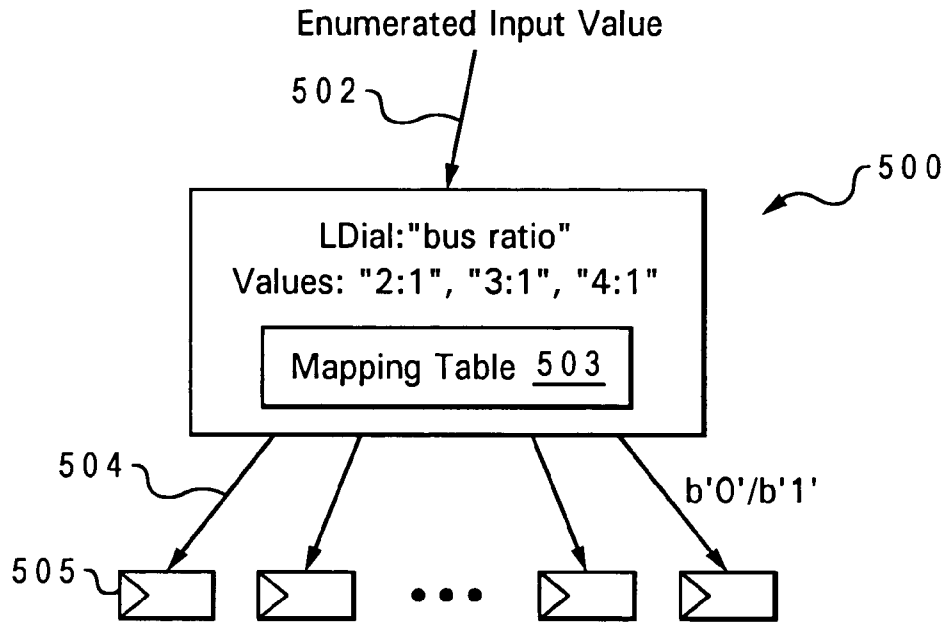 Enumerated Input Value
502
500
LDial:"bus ratio"
Values: "2:1", "3:1", "4:1"
Mapping Table 503
504
b'0'/b'1'
505